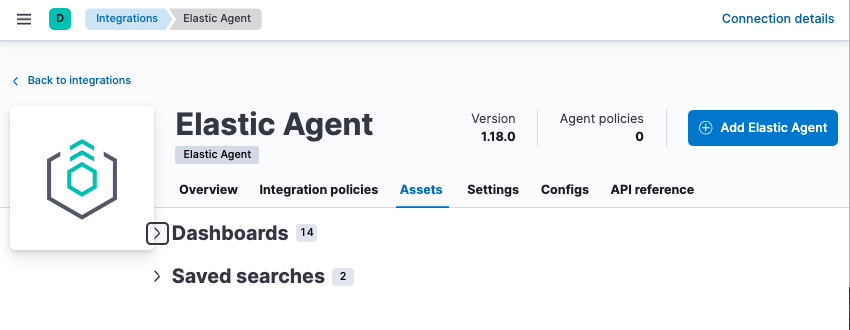 D Integrations Elastic Agent Connection details
Back to integrations
Elastic Agent
Elastic Agent
Version
1.18.0
Agent policies
0
Add Elastic Agent
Overview Integration policies Assets Settings Configs API reference
Dashboards 14
Saved searches 2